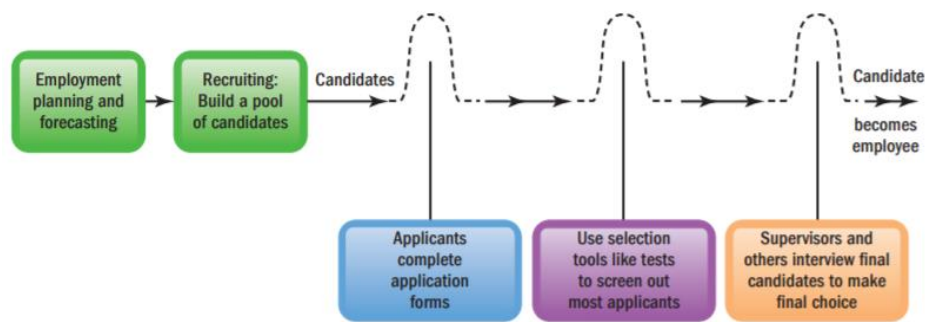 Employment
planning and
forecasting
Recruiting:
Build a pool
of candidates
Candidates
Candidate
becomes
employee
Applicants
complete
application
forms
Use selection
tools like tests
to screen out
most applicants
Supervisors and
others interview final
candidates to make
final choice